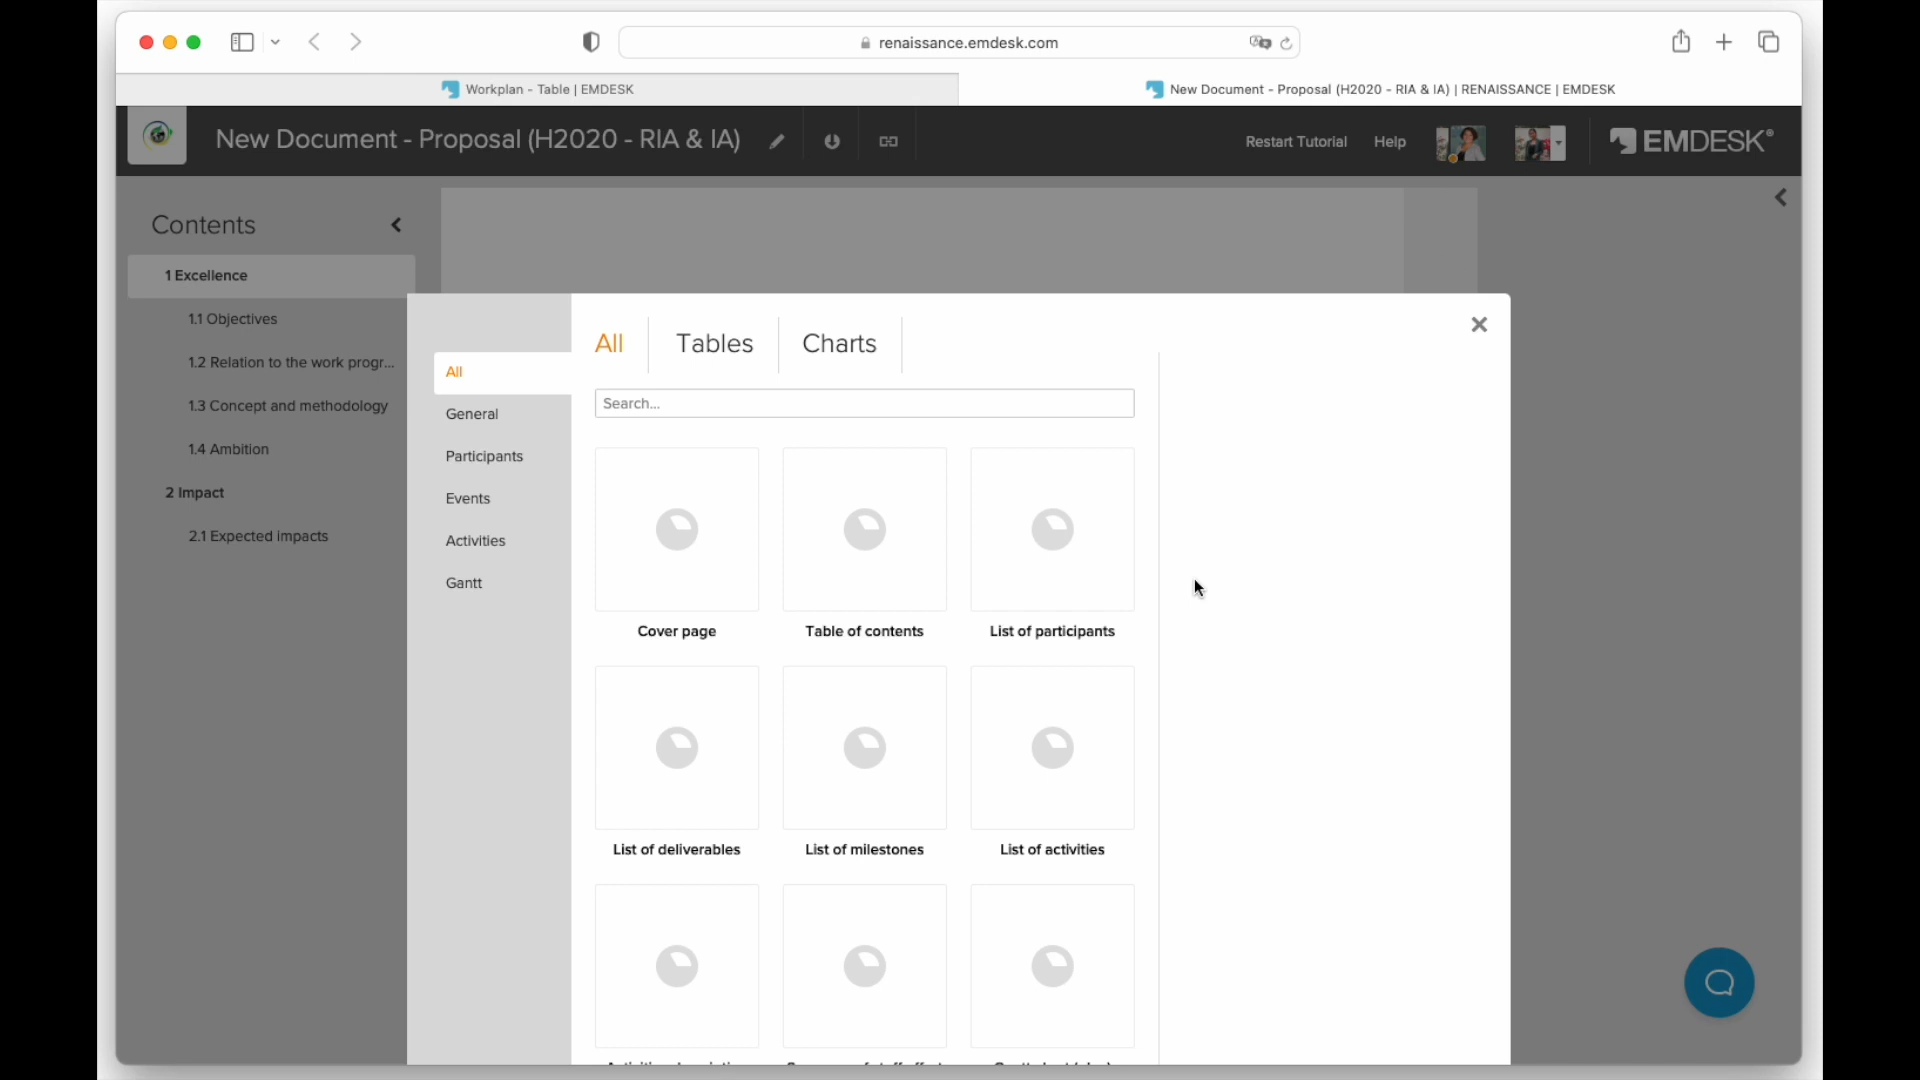 renaissance.emdesk.com
Workplan - Table | EMDESK
New Document - Proposal (H2020 - RIA & IA) | RENAISSANCE | EMDESK
New Document - Proposal (H2020 - RIA & IA)
Restart Tutorial
Help
EMDESK®
Contents
1 Excellence
1.1 Objectives
1.2 Relation to the work progr...
1.3 Concept and methodology
1.4 Ambition
2 Impact
2.1 Expected impacts
All
General
Participants
Events
Activities
Gantt
All
Tables
Charts
Search...
Cover page
Table of contents
List of participants
List of deliverables
List of milestones
List of activities